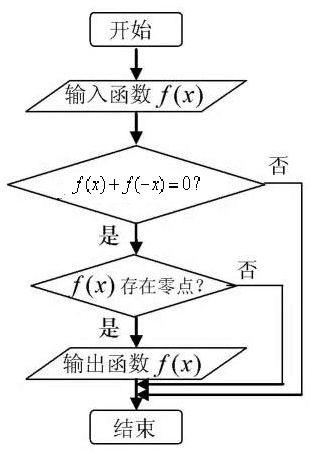 开始
输入函数 f(x)
否
f(x)+f(-x)=0?
是
否
f(x)存在零点?
是
输出函数 f(x)
结束